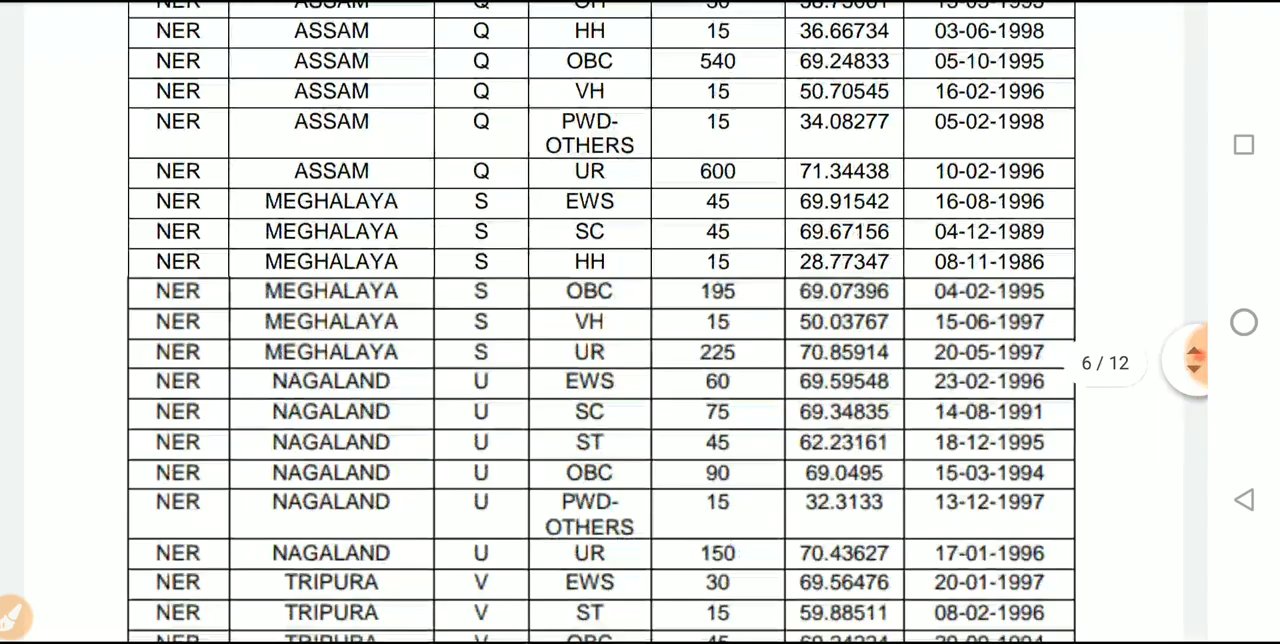 NER ASSAM Q HH 15 36.66734 03-06-1998
NER ASSAM Q OBC 540 69.24833 05-10-1995
NER ASSAM Q VH 15 50.70545 16-02-1996
NER ASSAM Q PWD- 15 34.08277 05-02-1998
OTHERS
NER ASSAM Q UR 600 71.34438 10-02-1996
NER MEGHALAYA S EWS 45 69.91542 16-08-1996
NER MEGHALAYA S SC 45 69.67156 04-12-1989
NER MEGHALAYA S HH 15 28.77347 08-11-1986
NER MEGHALAYA S OBC 195 69.07396 04-02-1995
NER MEGHALAYA S VH 15 50.03767 15-06-1997
NER MEGHALAYA S UR 225 70.85914 20-05-1997
6 / 12
NER NAGALAND U EWS 60 69.59548 23-02-1996
NER NAGALAND U SC 75 69.34835 14-08-1991
NER NAGALAND U ST 45 62.23161 18-12-1995
NER NAGALAND U OBC 90 69.0495 15-03-1994
NER NAGALAND U PWD- 15 32.3133 13-12-1997
OTHERS
NER NAGALAND U UR 150 70.43627 17-01-1996
NER TRIPURA V EWS 30 69.56476 20-01-1997
NER TRIPURA V ST 15 59.88511 08-02-1996